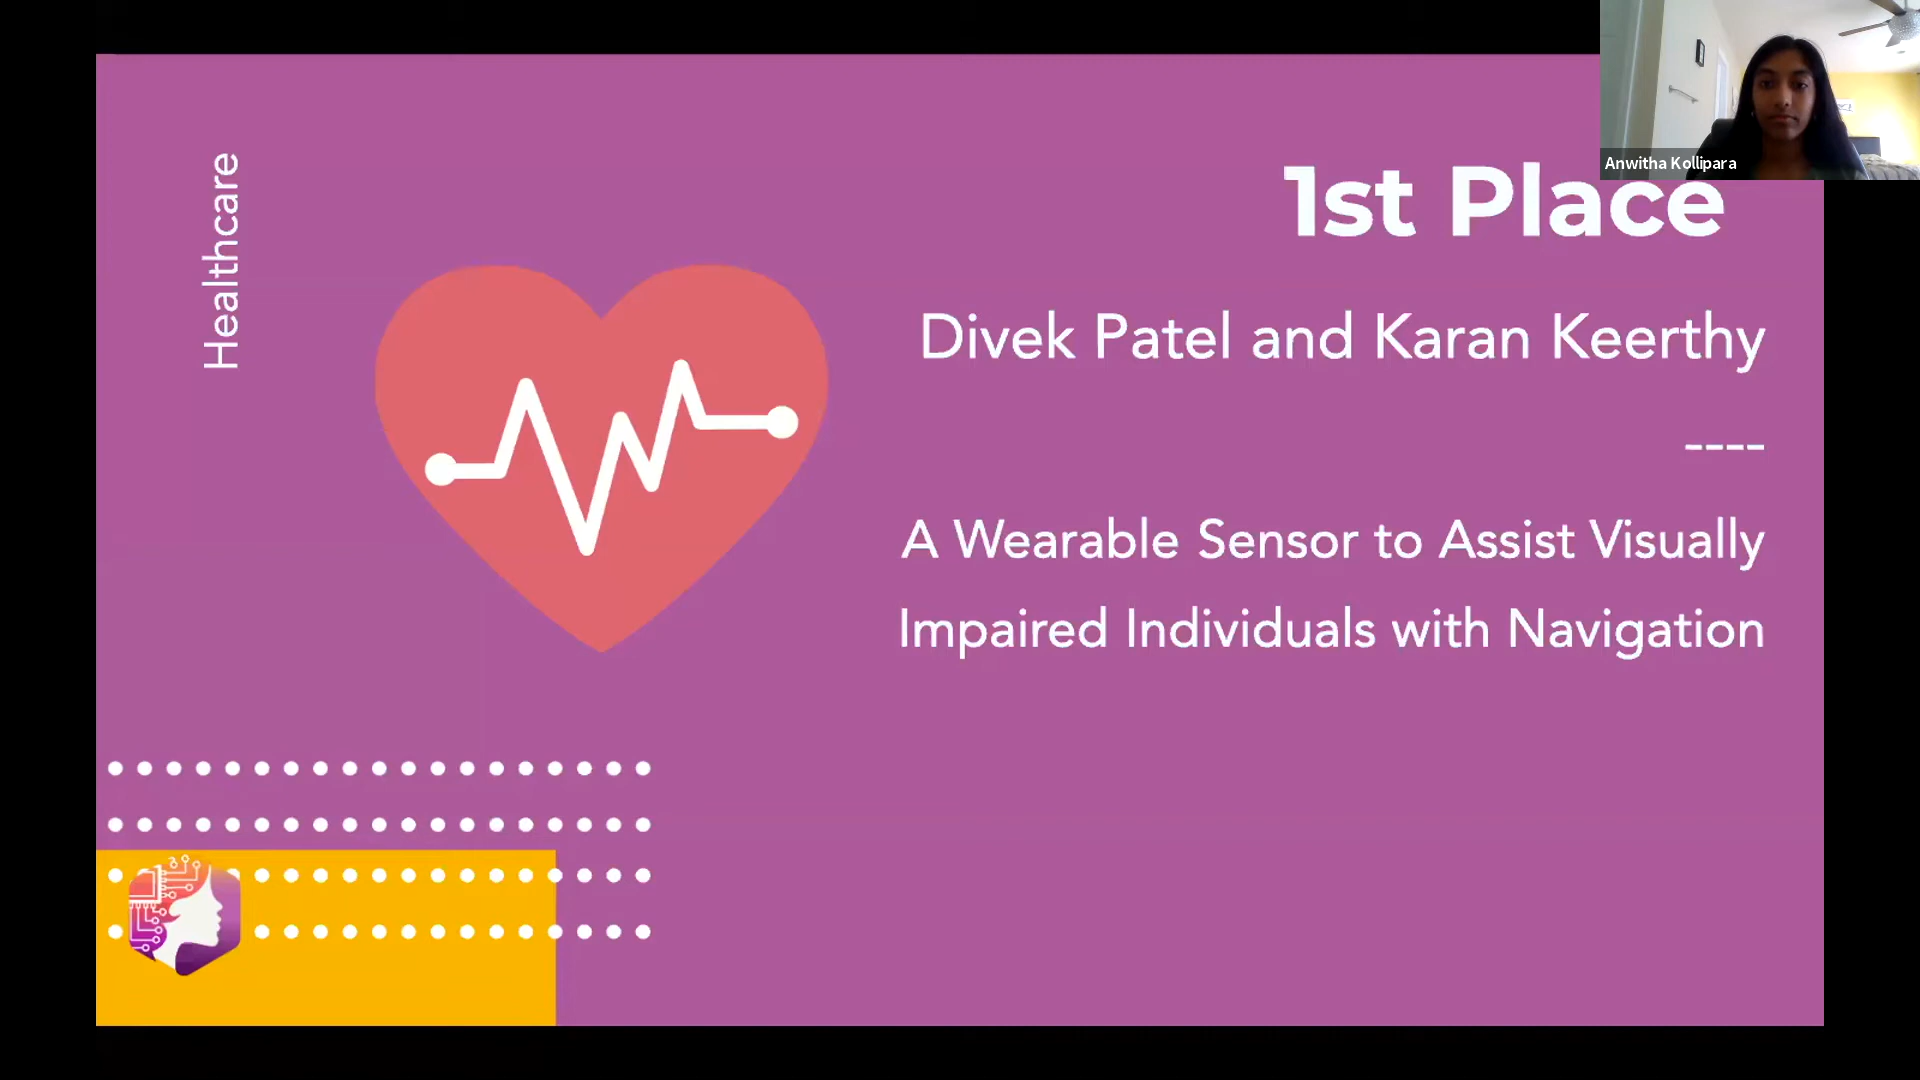 Anwitha Kollipara
Healthcare
1st Place
Divek Patel and Karan Keerthy
----
A Wearable Sensor to Assist Visually
Impaired Individuals with Navigation